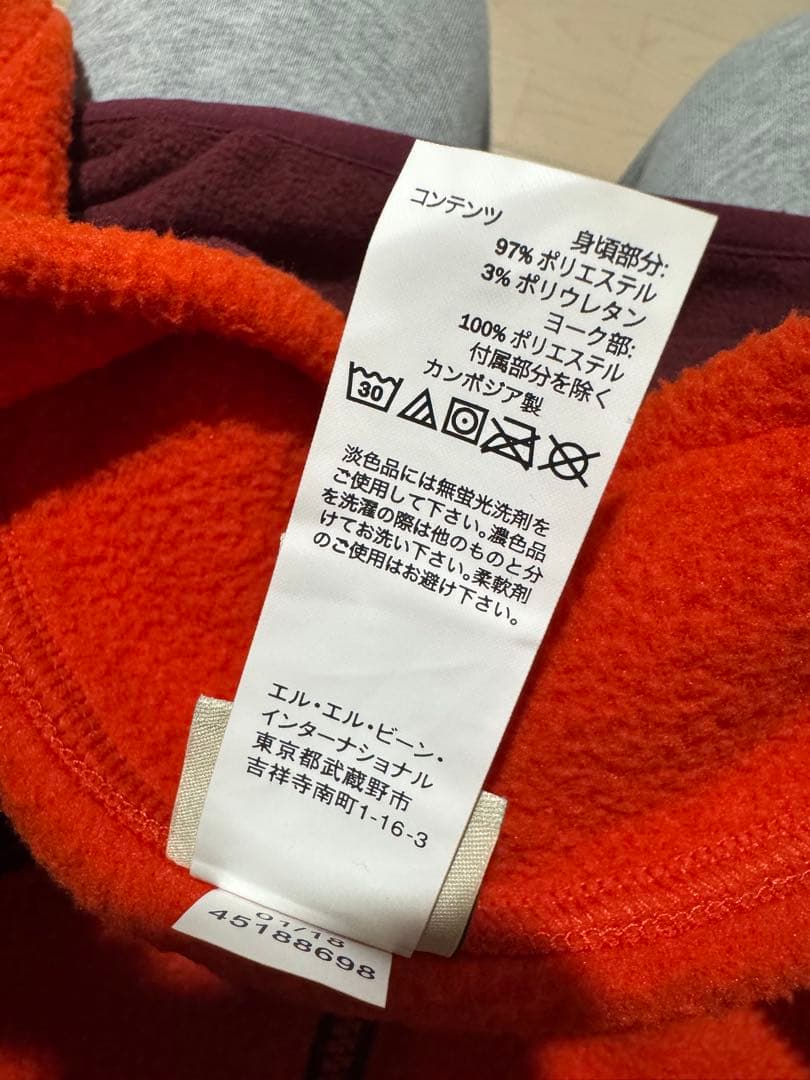 コンテンツ
身頃部分:
97% ポリエステル
3% ポリウレタン
ヨーク部:
100% ポリエステル
付属部分を除く
カンボジア製
30
淡色品には無蛍光洗剤を
ご使用して下さい。濃色品
を洗濯の際は他のものと分
けてお洗い下さい。柔軟剤
のご使用はお避け下さい。
エル・エル・ビーン・
インターナショナル
東京都武蔵野市
吉祥寺南町1-16-3
01/18
45188698